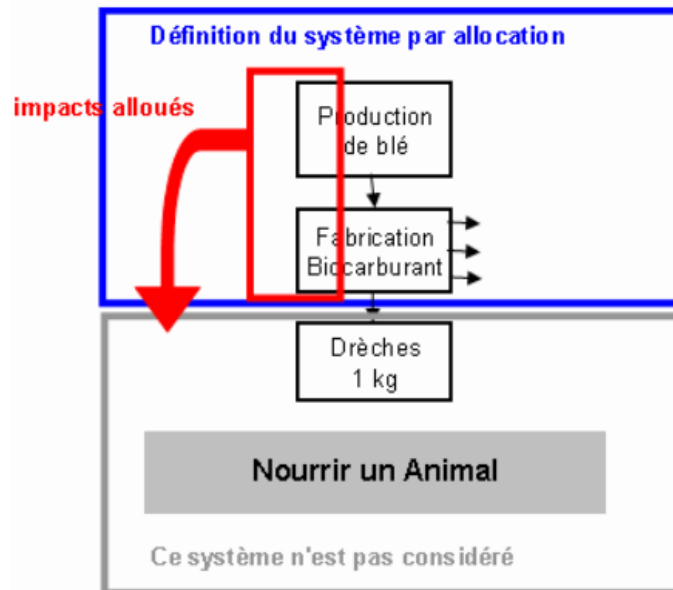 Définition du système par allocation
impacts alloués
Production
de blé
Fabrication
Biocarburant
Drèches
1 kg
Nourrir un Animal
Ce système n'est pas considéré